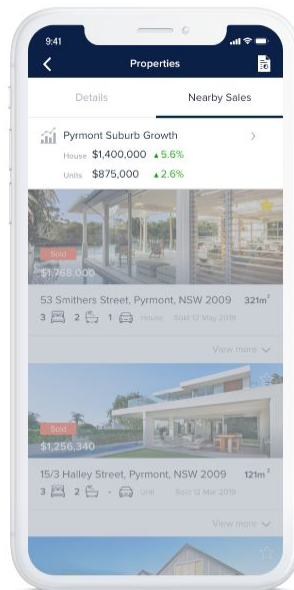 9:41
Properties
Details Nearby Sales
Pyrmont Suburb Growth
House $1,400,000 ▲5.6%
Units $875,000 ▲2.6%
Sold
$1,768,000
53 Smithers Street, Pyrmont, NSW 2009 321m²
3 2 1 House Sold 12 May 2019
View more
Sold
$1,256,340
15/3 Halley Street, Pyrmont, NSW 2009 121m²
3 2 - Unit Sold 12 Mar 2019
View more